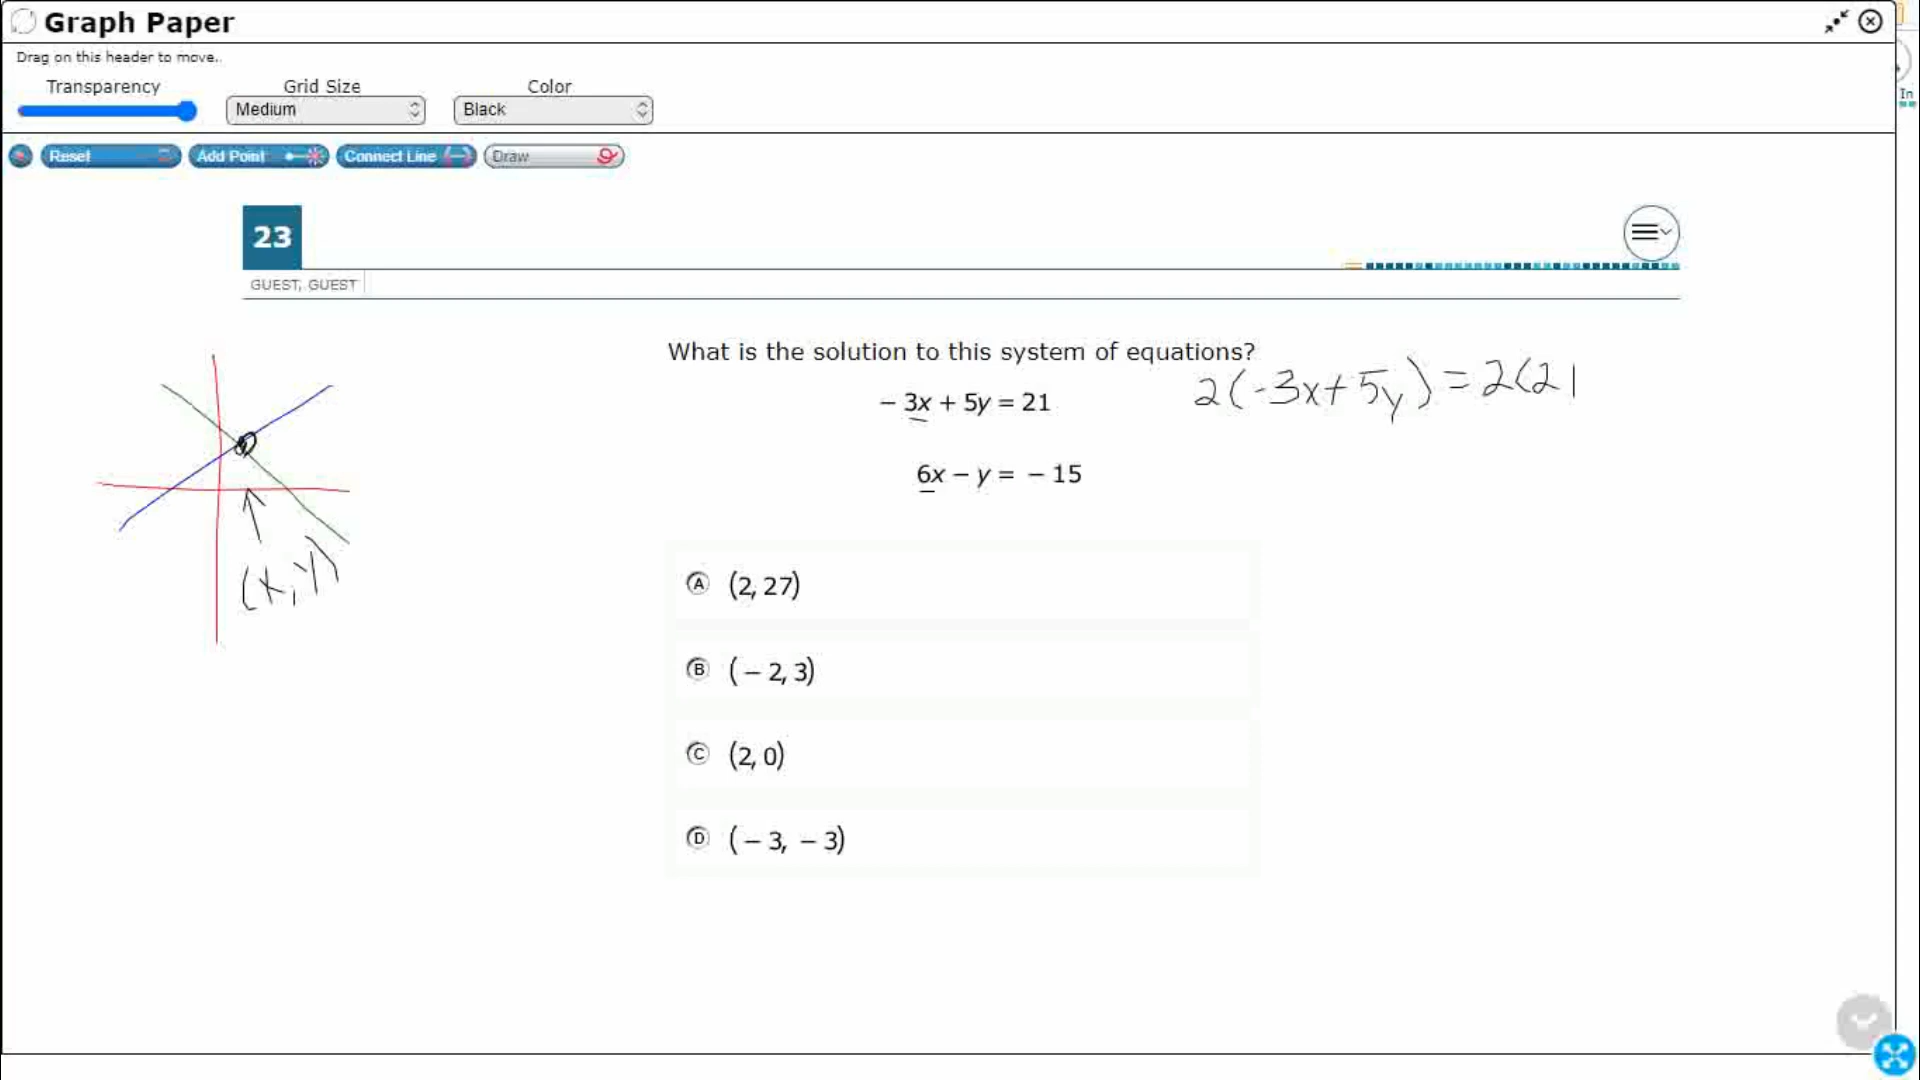 Graph Paper
Drag on this header to move..
Transparency
Grid Size
Color
Medium
Black
Reset
Add Point
Connect Line
Draw
In
23
GUEST, GUEST
What is the solution to this system of equations?
− 3x + 5y = 21
2(-3x+5y)=2(21
6x − y = − 15
(x,y)
A (2, 27)
B (− 2, 3)
C (2, 0)
D (− 3, − 3)